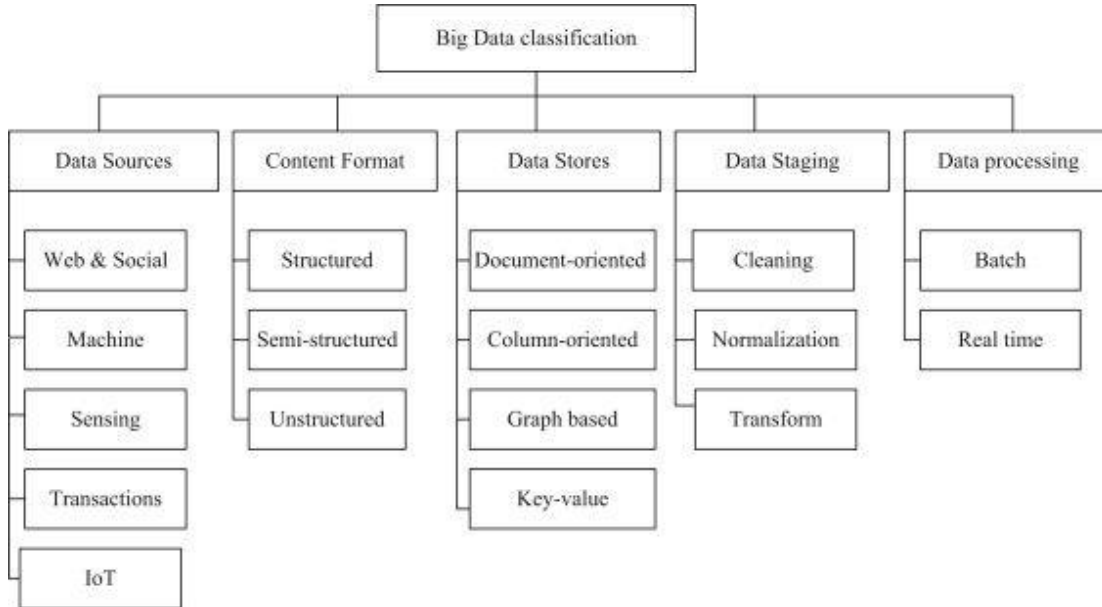 Big Data classification
Data Sources
Content Format
Data Stores
Data Staging
Data processing
Web & Social
Structured
Document-oriented
Cleaning
Batch
Machine
Semi-structured
Column-oriented
Normalization
Real time
Sensing
Unstructured
Graph based
Transform
Transactions
Key-value
IoT